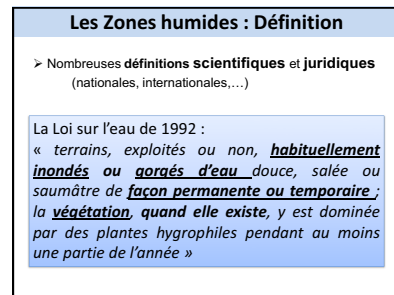 Les Zones humides : Définition
➢ Nombreuses définitions scientifiques et juridiques
(nationales, internationales,…)
La Loi sur l’eau de 1992 :
« terrains, exploités ou non, habituellement
inondés ou gorgés d’eau douce, salée ou
saumâtre de façon permanente ou temporaire ;
la végétation, quand elle existe, y est dominée
par des plantes hygrophiles pendant au moins
une partie de l’année »